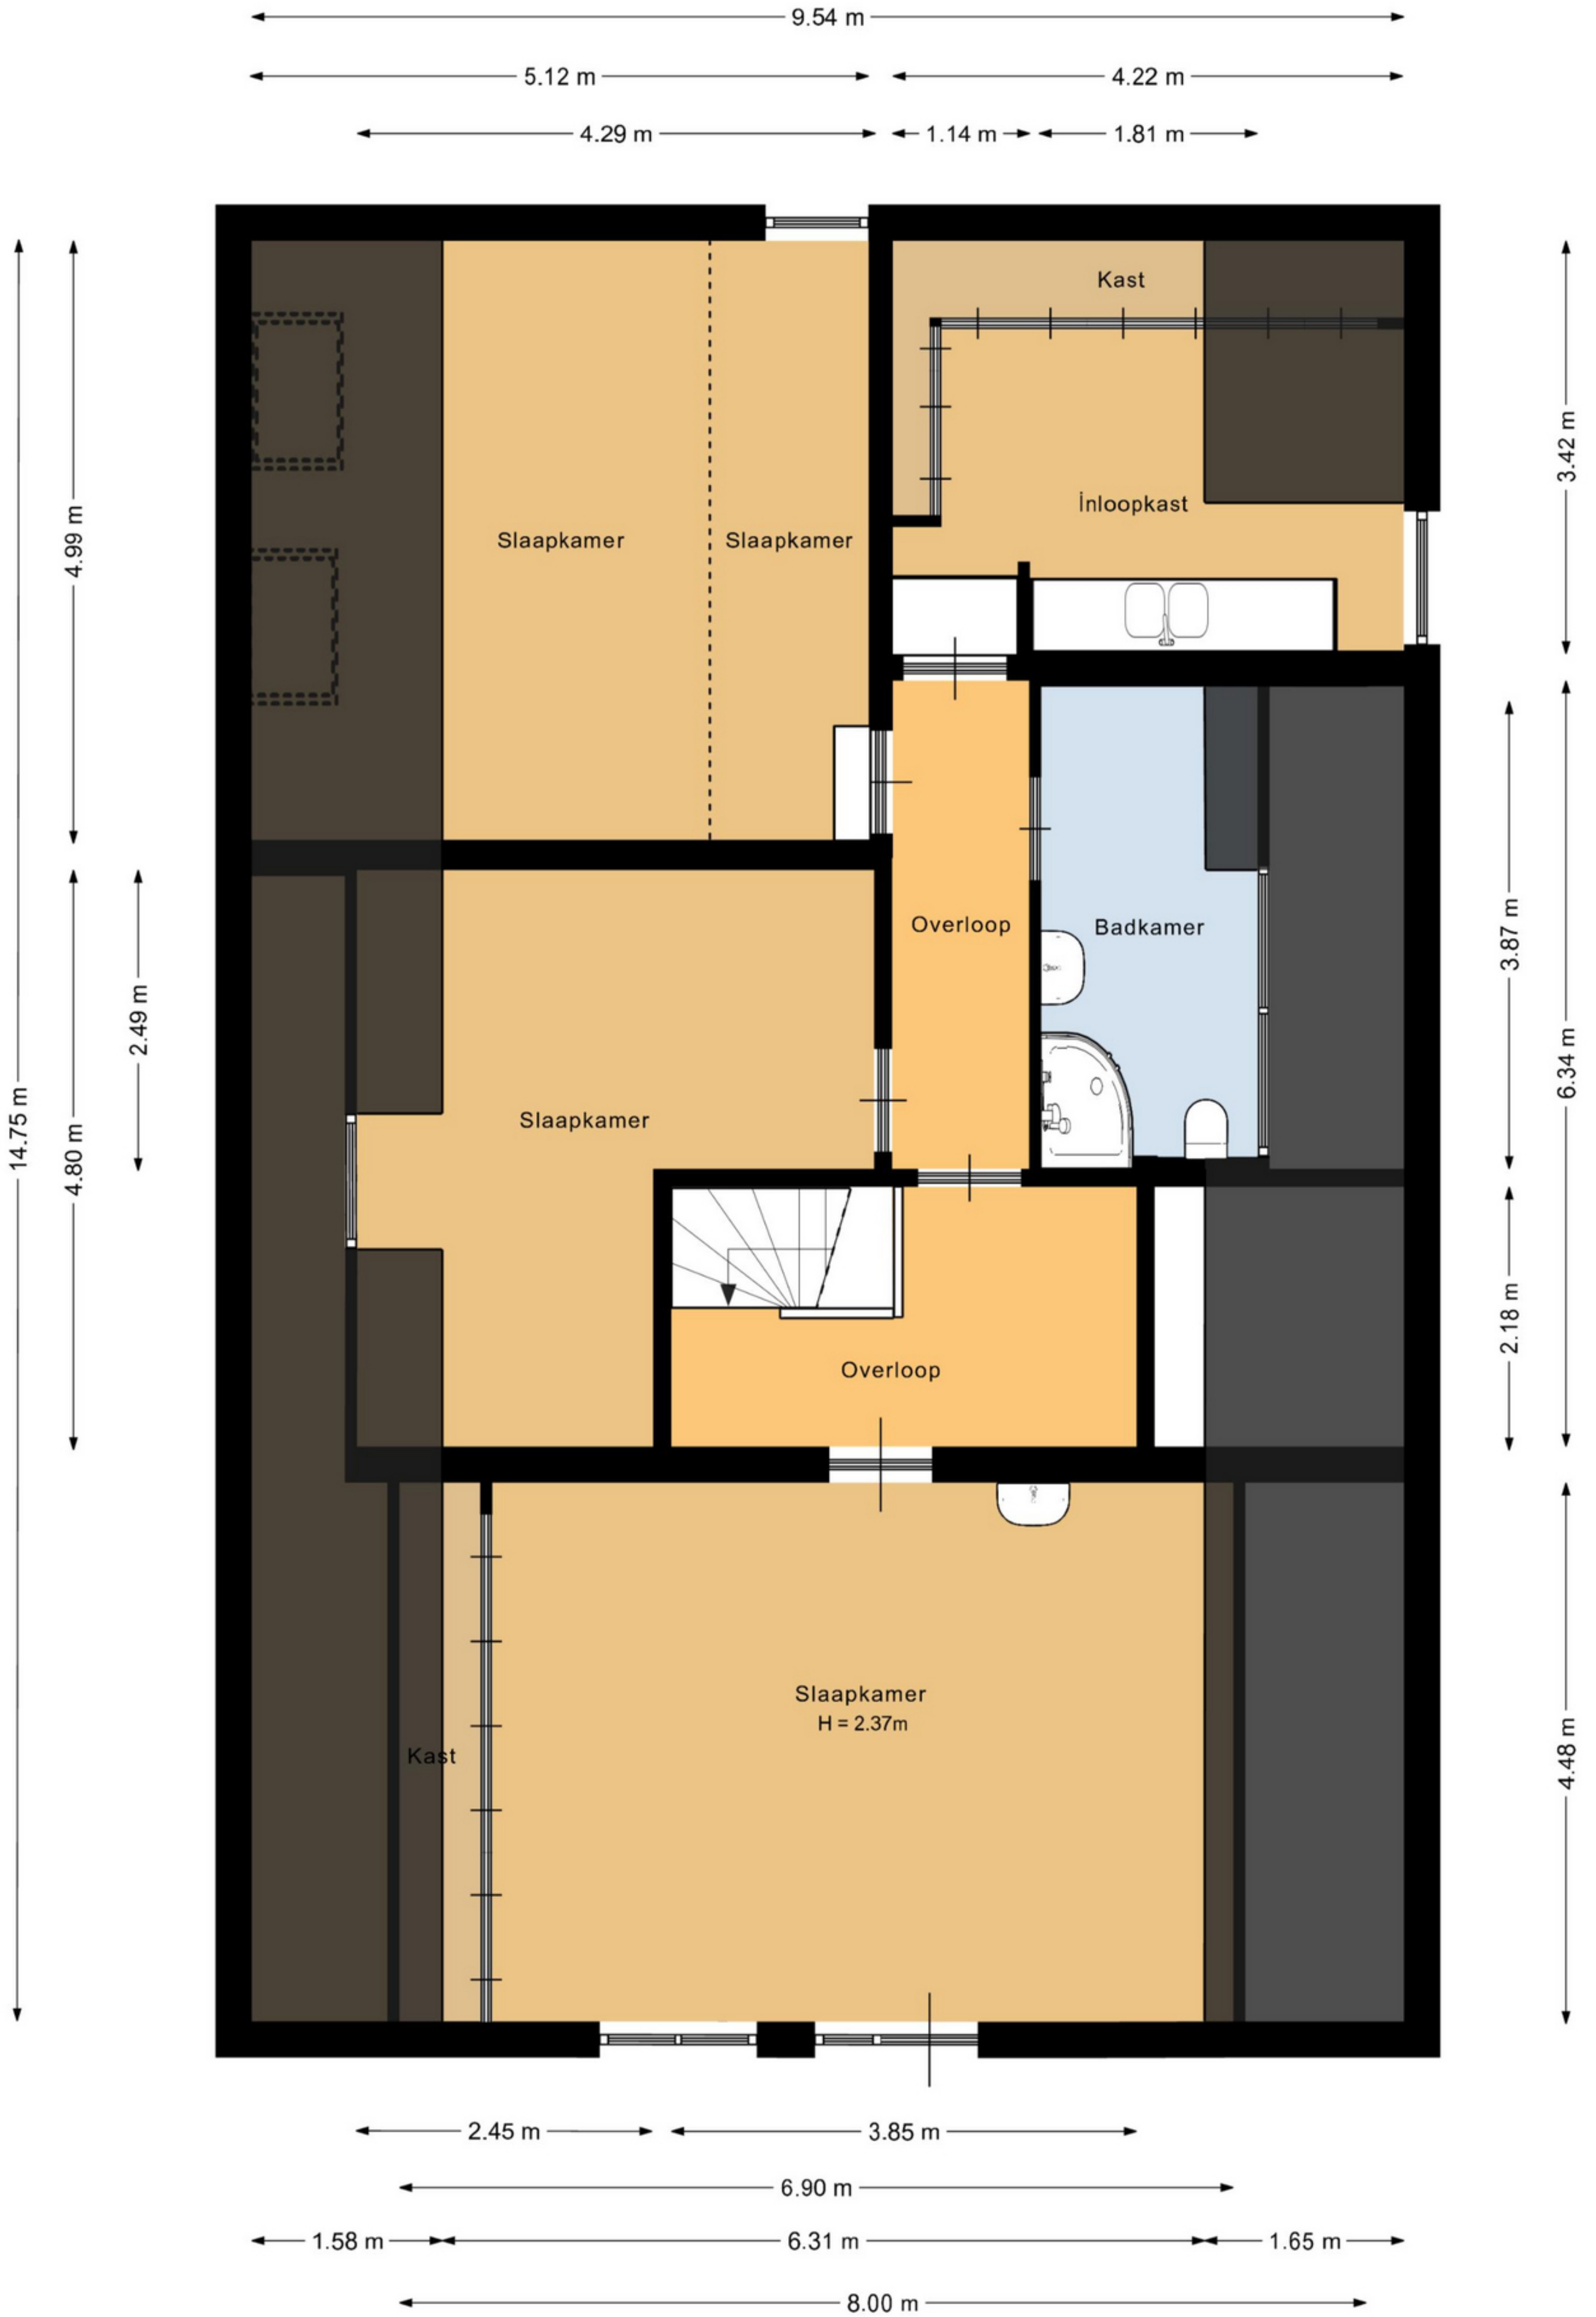 9.54 m
5.12 m
4.22 m
4.29 m
1.14 m
1.81 m
Kast
3.42 m
4.99 m
İnloopkast
Slaapkamer
Slaapkamer
Overloop
Badkamer
3.87 m
2.49 m
6.34 m
14.75 m
4.80 m
Slaapkamer
2.18 m
Overloop
Slaapkamer
H = 2.37m
Kast
4.48 m
2.45 m
3.85 m
6.90 m
1.58 m
6.31 m
1.65 m
8.00 m